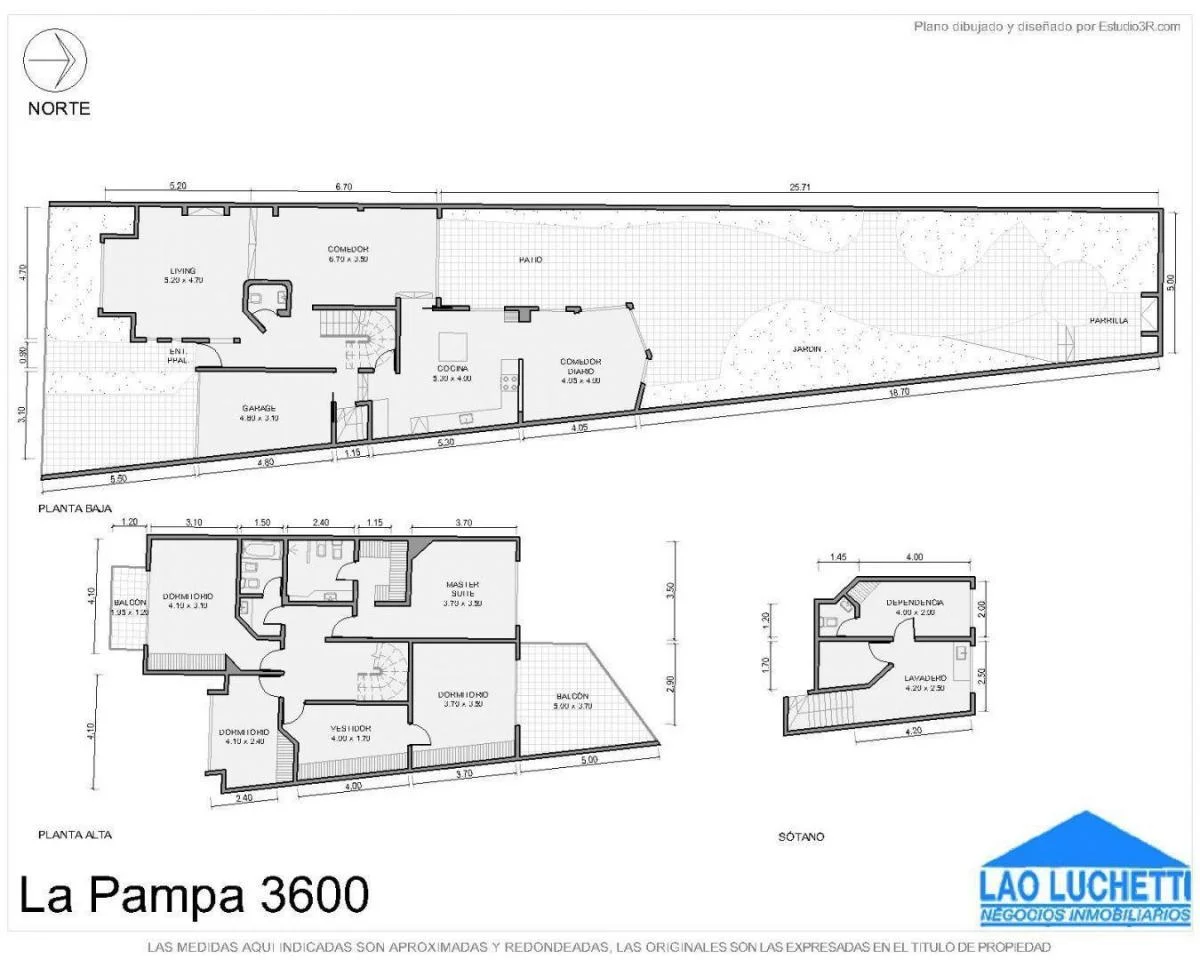 Plano dibujado y diseñado por Estudio3R.com
NORTE
5.20
6.70
25.71
4.70
0.90
3.10
LIVING
5.20 x 4.70
COMEDOR
6.70 x 3.50
PATIO
5.00
PARRILLA
JARDIN
ENT.
PPAL.
COCINA
5.30 x 4.00
COMEDOR
DIARIO
4.05 x 4.00
GARAGE
4.80 x 3.10
5.50
4.80
1.15
5.30
4.05
18.70
PLANTA BAJA
1.20
3.10
1.50
2.40
1.15
3.70
4.10
4.10
BALCÓN
1.95 x 1.20
DORMITORIO
4.10 x 3.10
MASTER
SUITE
3.70 x 3.50
3.50
2.90
DORMITORIO
4.10 x 2.40
VESTIDOR
4.00 x 1.70
DORMITORIO
3.70 x 3.50
BALCÓN
5.00 x 3.70
2.40
4.00
3.70
5.00
PLANTA ALTA
1.45
4.00
1.20
1.70
DEPENDENCIA
4.00 x 2.00
2.00
LAVADERO
4.20 x 2.50
2.50
4.20
SÓTANO
La Pampa 3600
LAO LUCHETTI
NEGOCIOS INMOBILIARIOS
LAS MEDIDAS AQUI INDICADAS SON APROXIMADAS Y REDONDEADAS, LAS ORIGINALES SON LAS EXPRESADAS EN EL TITULO DE PROPIEDAD